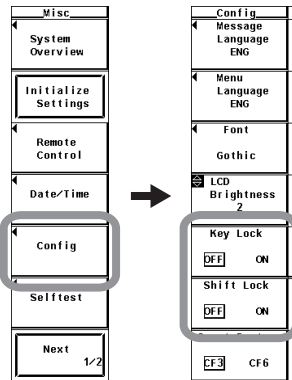 Misc
System
Overview
Initialize
Settings
Remote
Control
Date/Time
Config
Selftest
Next
1/2
Config
Message
Language
ENG
Menu
Language
ENG
Font
Gothic
LCD
Brightness
2
Key Lock
OFF ON
Shift Lock
OFF ON
CF3 CF6